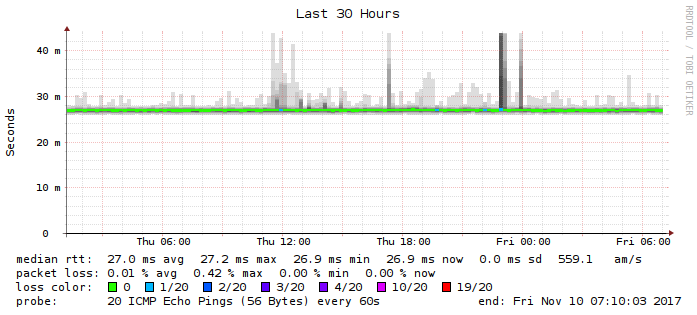 Last 30 Hours
RRDTOOL / TOBI OETIKER
Seconds
40 m
30 m
20 m
10 m
0
Thu 06:00 Thu 12:00 Thu 18:00 Fri 00:00 Fri 06:00
median rtt: 27.0 ms avg 27.2 ms max 26.9 ms min 26.9 ms now 0.0 ms sd 559.1 am/s
packet loss: 0.01 % avg 0.42 % max 0.00 % min 0.00 % now
loss color: 0 1/20 2/20 3/20 4/20 10/20 19/20
probe: 20 ICMP Echo Pings (56 Bytes) every 60s end: Fri Nov 10 07:10:03 2017